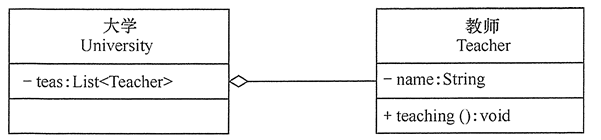 大学
University
- teas:List<Teacher>
教师
Teacher
- name:String
+ teaching():void